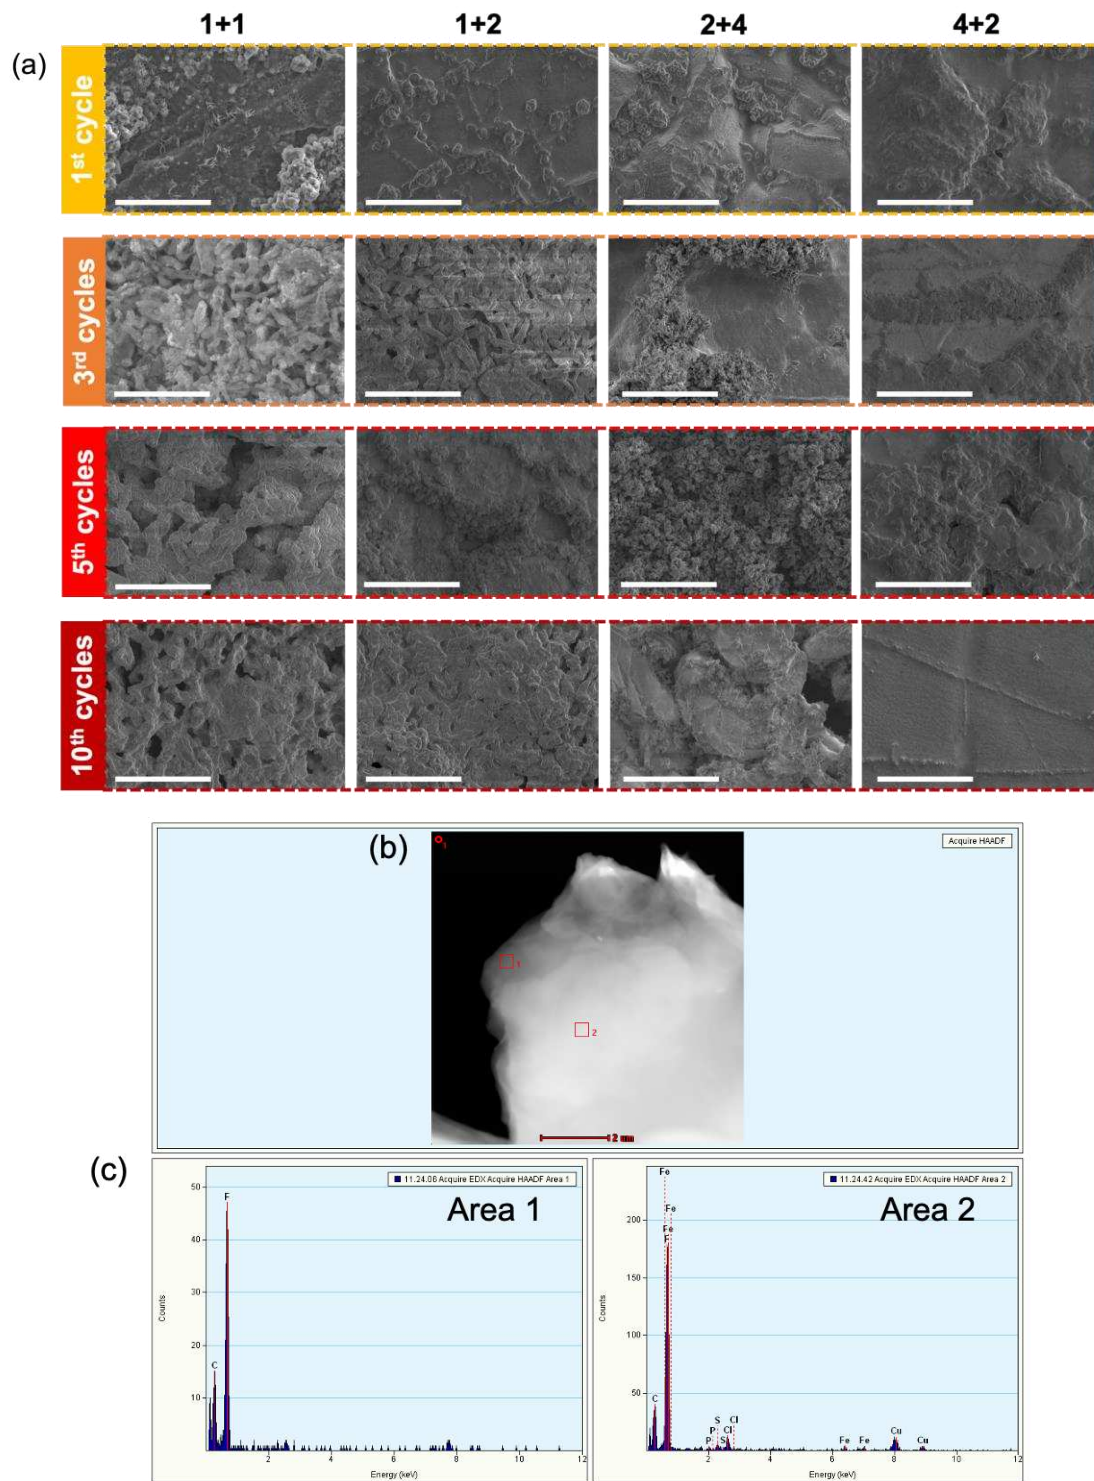 1+1 1+2 2+4 4+2
(a)
1st cycle
3rd cycles
5th cycles
10th cycles
(b)
Acquire HAADF
1
1
2
2
(c)
11.24.06 Acquire EDX Acquire HAADF Area 1
Area 1
50
40
30
20
10
Counts
F
C
2 4 6 8 10 12
Energy (keV)
11.24.42 Acquire EDX Acquire HAADF Area 2
Area 2
200
150
100
50
Counts
Fe
Fe
Fe
F
C
P
P
S
S
Cl
Cl
Fe
Fe
Cu
Cu
2 4 6 8 10 12
Energy (keV)